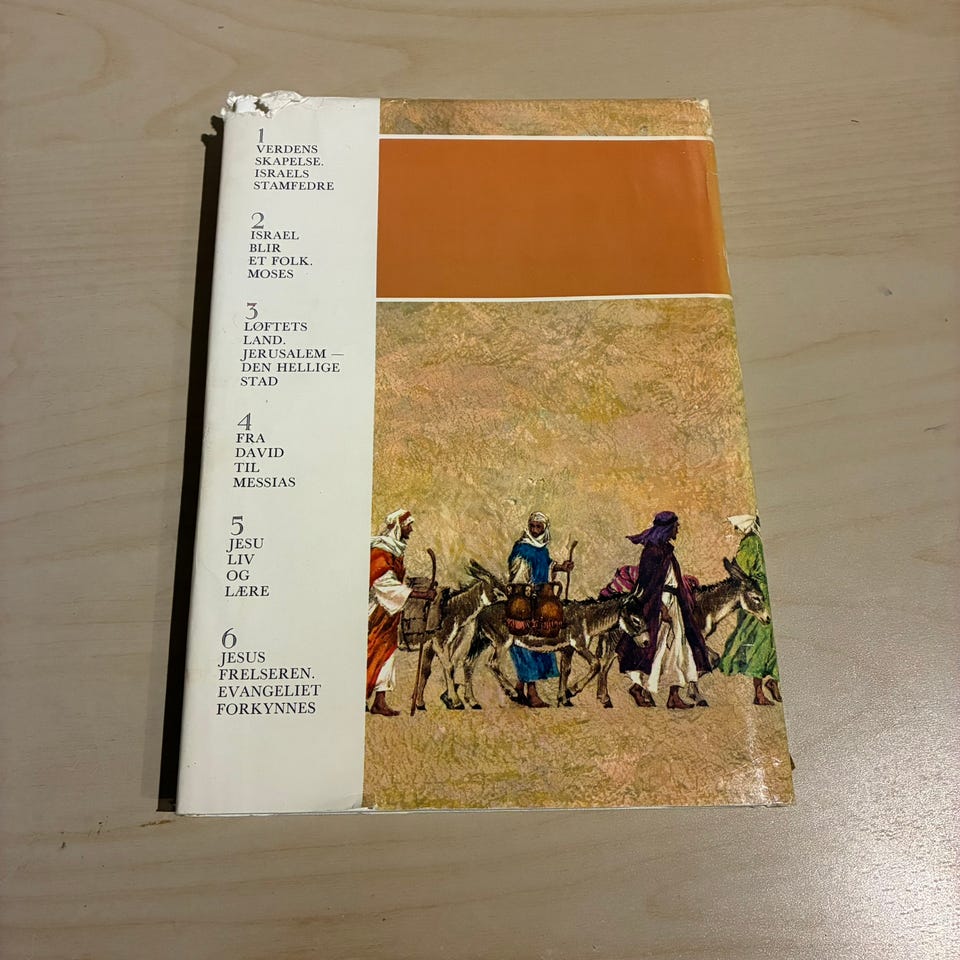 1
VERDENS
SKAPELSE.
ISRAELS
STAMFEDRE
2
ISRAEL
BLIR
ET FOLK.
MOSES
3
LØFTETS
LAND.
JERUSALEM —
DEN HELLIGE
STAD
4
FRA
DAVID
TIL
MESSIAS
5
JESU
LIV
OG
LÆRE
6
JESUS
FRELSEREN.
EVANGELIET
FORKYNNES